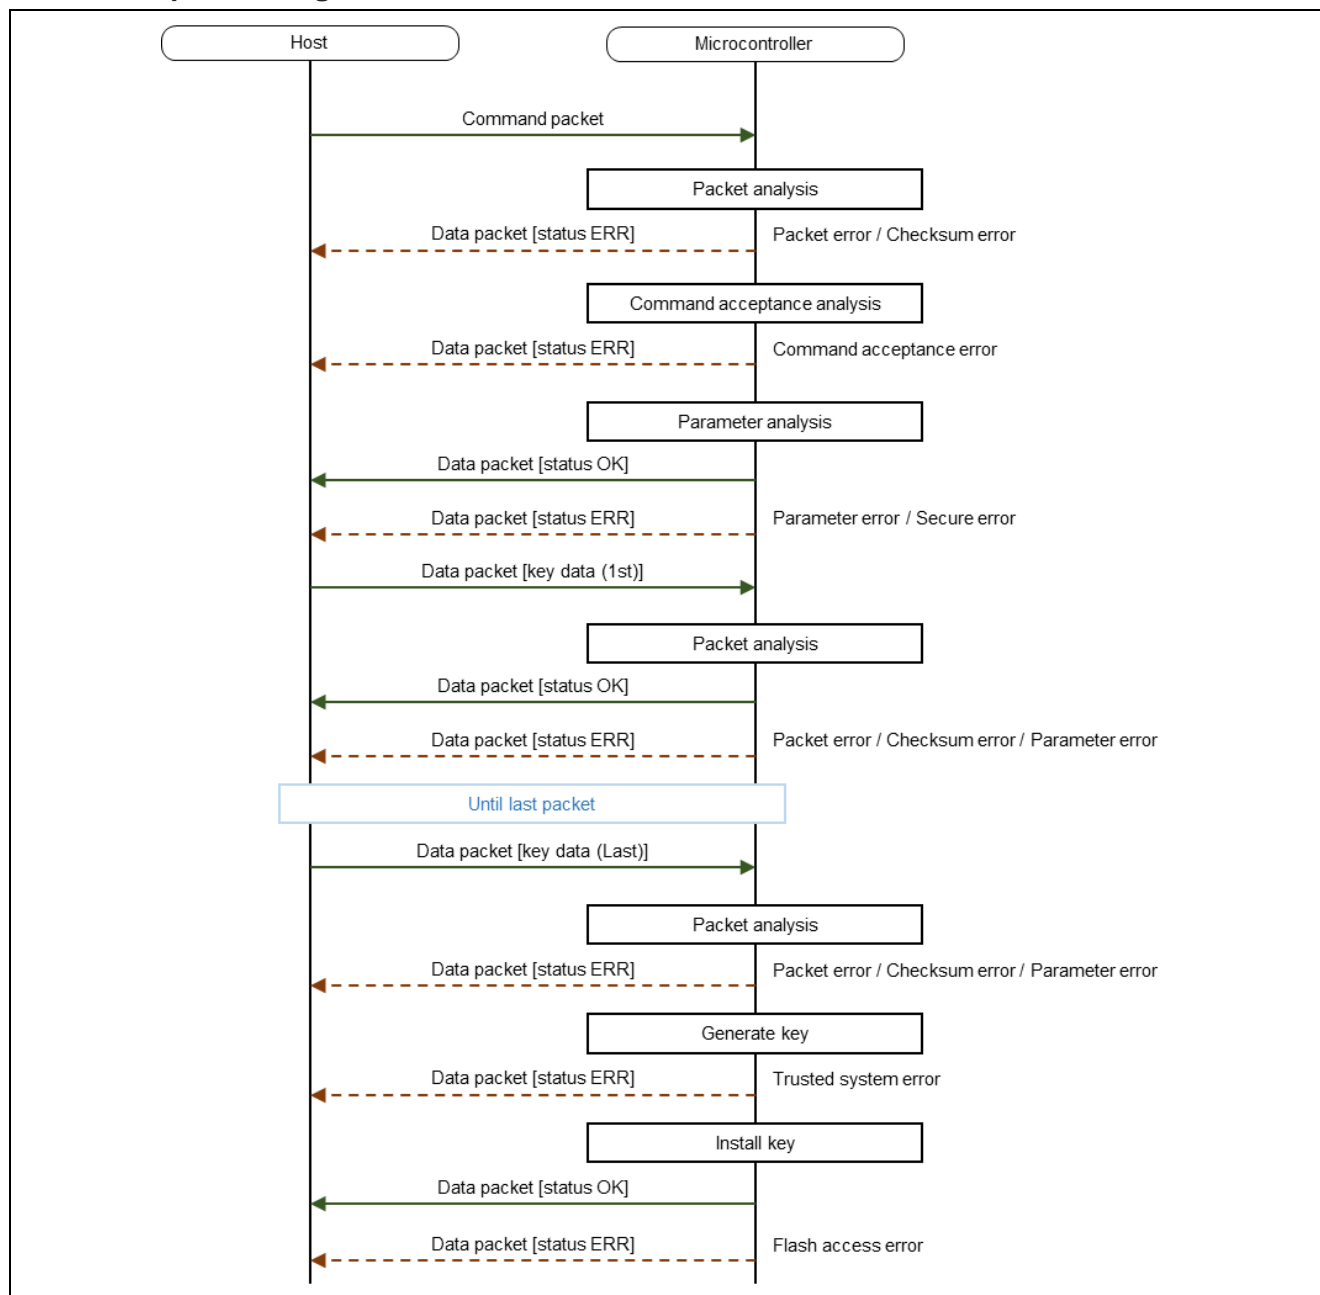 Host
Microcontroller
Command packet
Packet analysis
Data packet [status ERR]
Packet error / Checksum error
Command acceptance analysis
Data packet [status ERR]
Command acceptance error
Parameter analysis
Data packet [status OK]
Data packet [status ERR]
Parameter error / Secure error
Data packet [key data (1st)]
Packet analysis
Data packet [status OK]
Data packet [status ERR]
Packet error / Checksum error / Parameter error
Until last packet
Data packet [key data (Last)]
Packet analysis
Data packet [status ERR]
Packet error / Checksum error / Parameter error
Generate key
Data packet [status ERR]
Trusted system error
Install key
Data packet [status OK]
Data packet [status ERR]
Flash access error